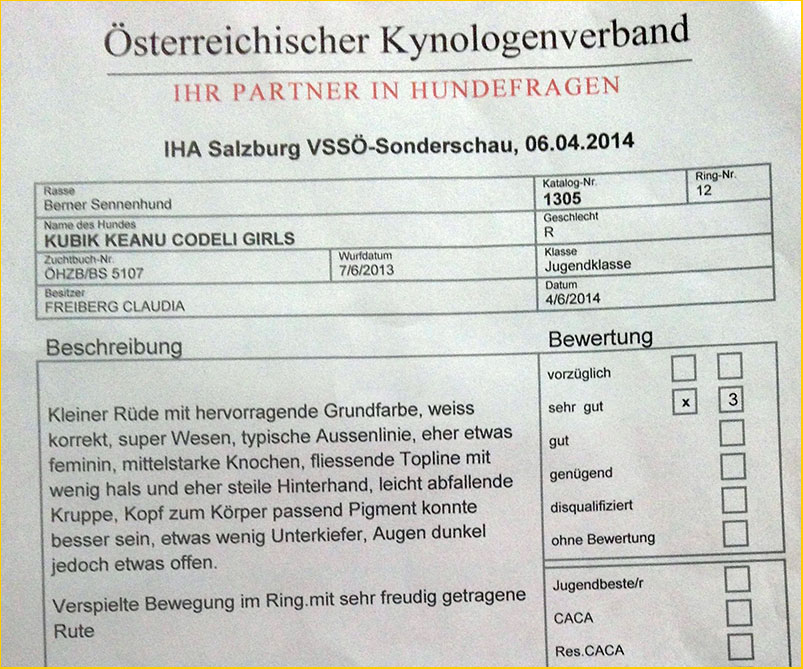 Österreichischer Kynologenverband
IHR PARTNER IN HUNDEFRAGEN
IHA Salzburg VSSÖ-Sonderschau, 06.04.2014
Rasse
Berner Sennenhund
Katalog-Nr.
1305
Ring-Nr.
12
Name des Hundes
KUBIK KEANU CODELI GIRLS
Geschlecht
R
Zuchtbuch-Nr.
ÖHZB/BS 5107
Wurfdatum
7/6/2013
Klasse
Jugendklasse
Besitzer
FREIBERG CLAUDIA
Datum
4/6/2014
Beschreibung
Kleiner Rüde mit hervorragende Grundfarbe, weiss
korrekt, super Wesen, typische Aussenlinie, eher etwas
feminin, mittelstarke Knochen, fliessende Topline mit
wenig hals und eher steile Hinterhand, leicht abfallende
Kruppe, Kopf zum Körper passend Pigment konnte
besser sein, etwas wenig Unterkiefer, Augen dunkel
jedoch etwas offen.
Verspielte Bewegung im Ring.mit sehr freudig getragene
Rute
Bewertung
vorzüglich
sehr gut x 3
gut
genügend
disqualifiziert
ohne Bewertung
Jugendbeste/r
CACA
Res.CACA